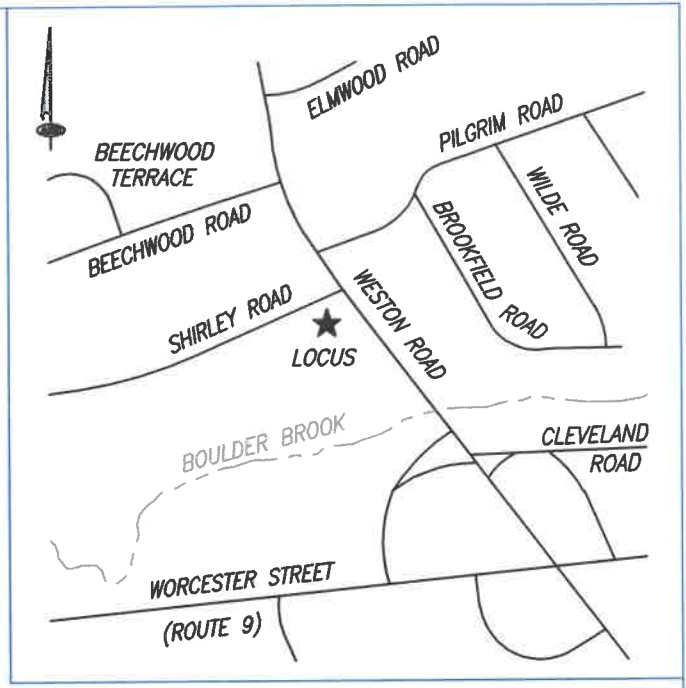 ELMWOOD ROAD
PILGRIM ROAD
BEECHWOOD
TERRACE
WILDE ROAD
BEECHWOOD ROAD
BROOKFIELD ROAD
WESTON ROAD
SHIRLEY ROAD
LOCUS
BOULDER BROOK
CLEVELAND
ROAD
WORCESTER STREET
(ROUTE 9)